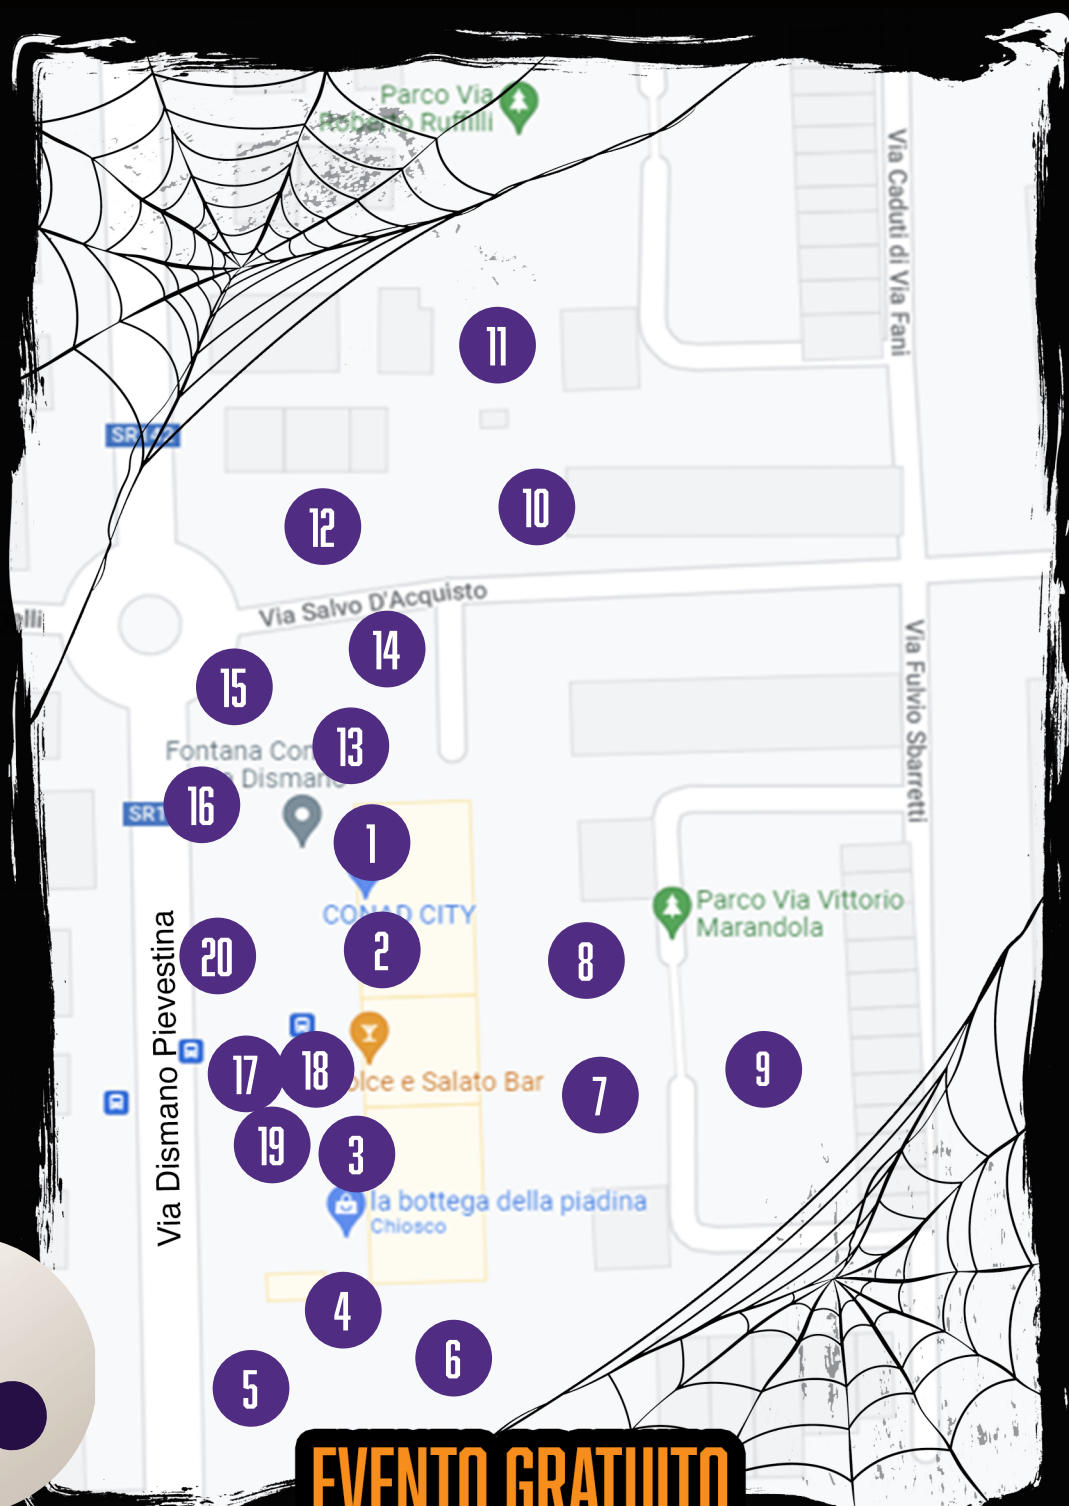 Parco Via
Roberto Ruffilli
Via Caduti di Via Fani
11
10
12
Via Salvo D'Acquisto
elli
14
15
13
Fontana Con
a Dismano
16
SR1
1
Via Fulvio Sbarretti
CONAD CITY
Parco Via Vittorio
Marandola
2
20
8
Via Dismano Pievestina
17
18
olce e Salato Bar
7
9
19
3
la bottega della piadina
Chiosco
4
6
5
EVENTO GRATUITO